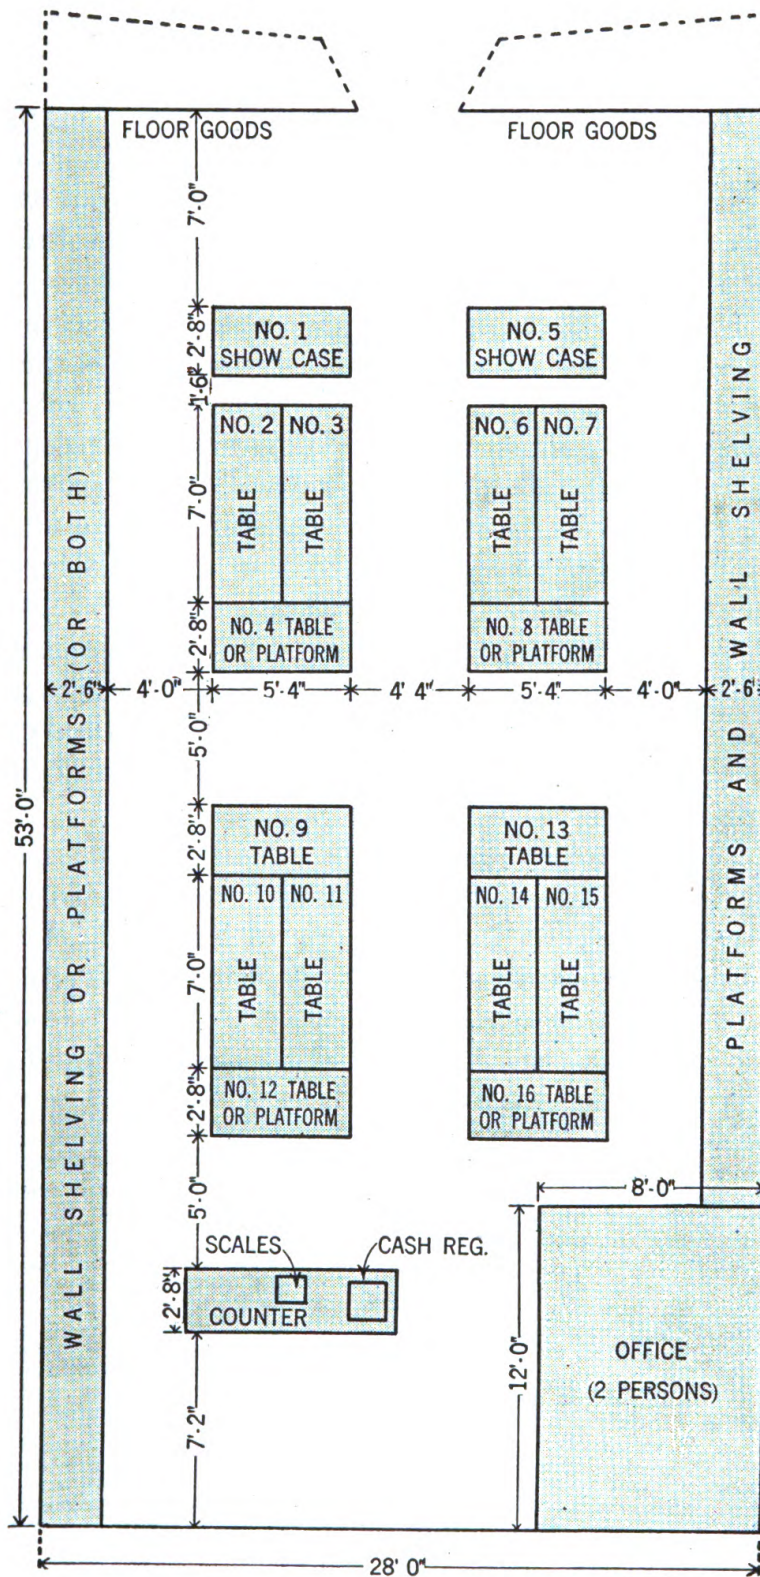 FLOOR GOODS
FLOOR GOODS
7'-0"
NO. 1
SHOW CASE
NO. 5
SHOW CASE
2'-8"
1'-6"
NO. 2
NO. 3
NO. 6
NO. 7
TABLE
TABLE
TABLE
TABLE
7'-0"
NO. 4 TABLE
OR PLATFORM
NO. 8 TABLE
OR PLATFORM
2'-8"
2'-6"
4'-0"
5'-4"
4' 4"
5'-4"
4'-0"
2'-6"
5'-0"
53'-0"
WALL SHELVING OR PLATFORMS (OR BOTH)
PLATFORMS AND WALL SHELVING
NO. 9
TABLE
NO. 13
TABLE
2'-8"
NO. 10
NO. 11
NO. 14
NO. 15
TABLE
TABLE
TABLE
TABLE
7'-0"
NO. 12 TABLE
OR PLATFORM
NO. 16 TABLE
OR PLATFORM
2'-8"
5'-0"
8'-0"
SCALES
CASH REG.
COUNTER
2'-8"
12'-0"
OFFICE
(2 PERSONS)
7'-2"
28' 0"